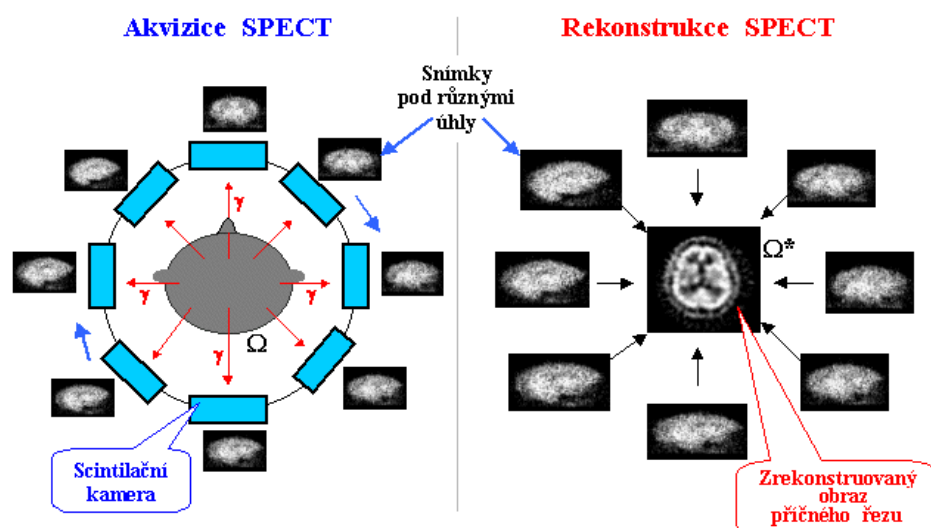 Akvizice SPECT
Rekonstrukce SPECT
Snímky
pod různými
úhly
γ
γ
γ
γ
Ω
Ω*
Scintilační
kamera
Zrekonstruovaný
obraz
příčného řezu